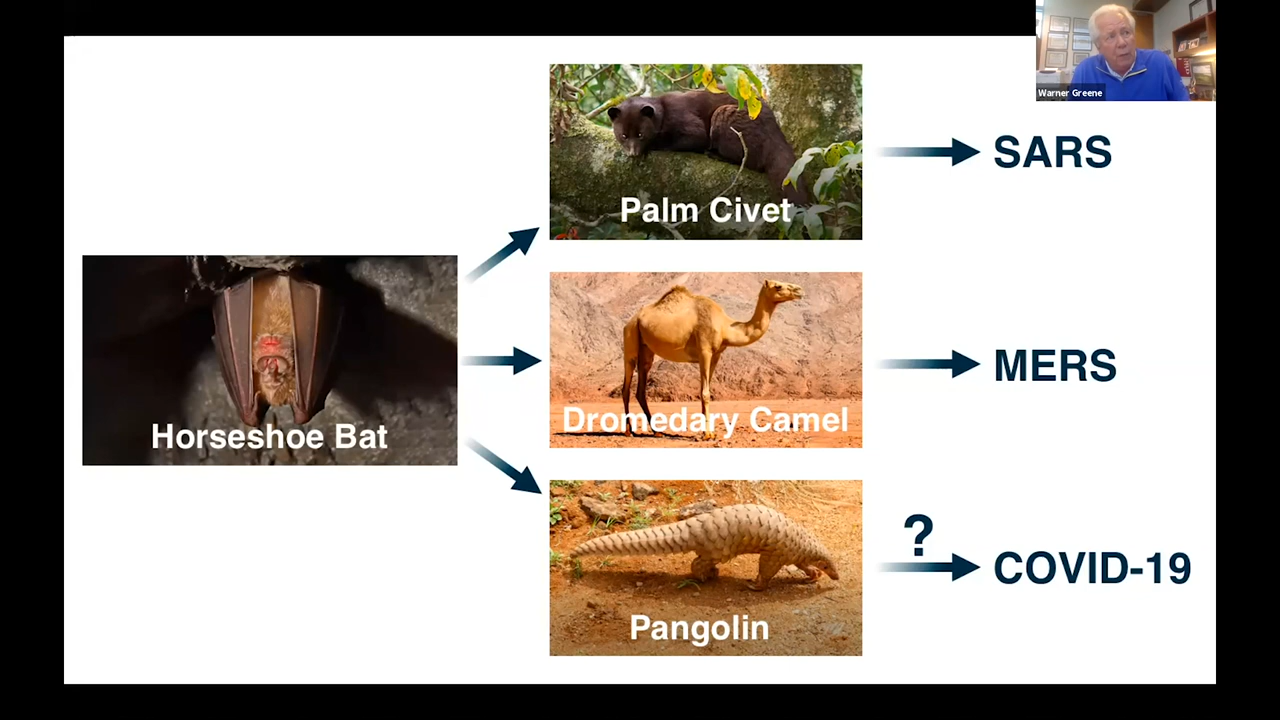 Warner Greene
Palm Civet
SARS
Horseshoe Bat
Dromedary Camel
MERS
Pangolin
?
COVID-19